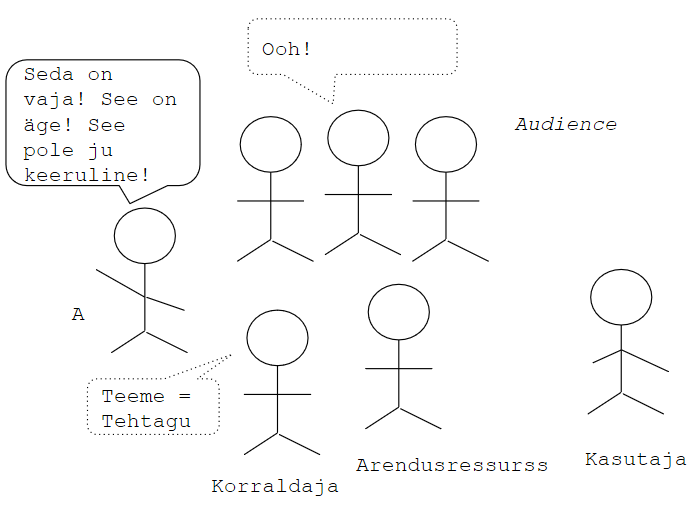 Ooh!
Seda on
vaja! See on
äge! See
pole ju
keeruline!
Audience
A
Teeme =
Tehtagu
Korraldaja
Arendusressurss
Kasutaja